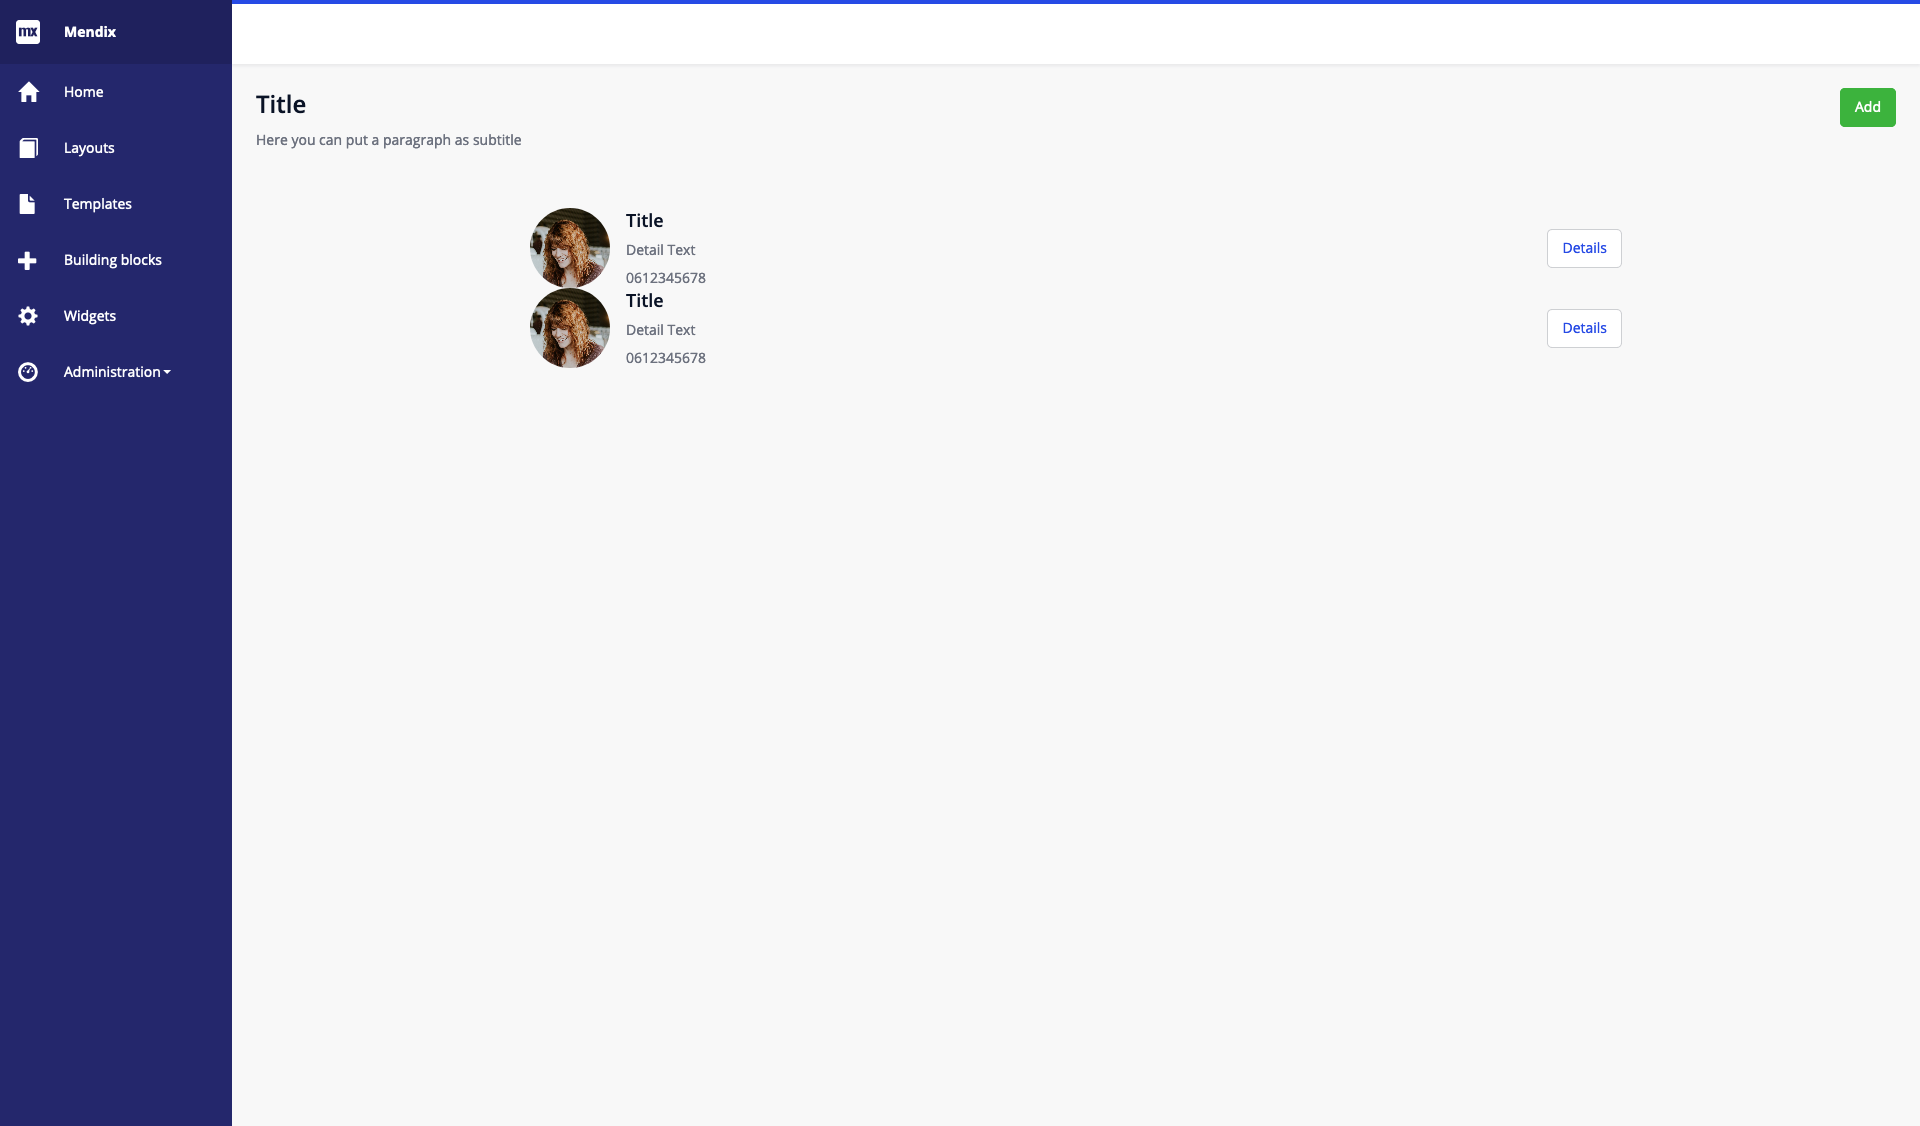 mx
Mendix
Home
Layouts
Templates
Building blocks
Widgets
Administration
Title
Here you can put a paragraph as subtitle
Add
Title
Detail Text
0612345678
Details
Title
Detail Text
0612345678
Details